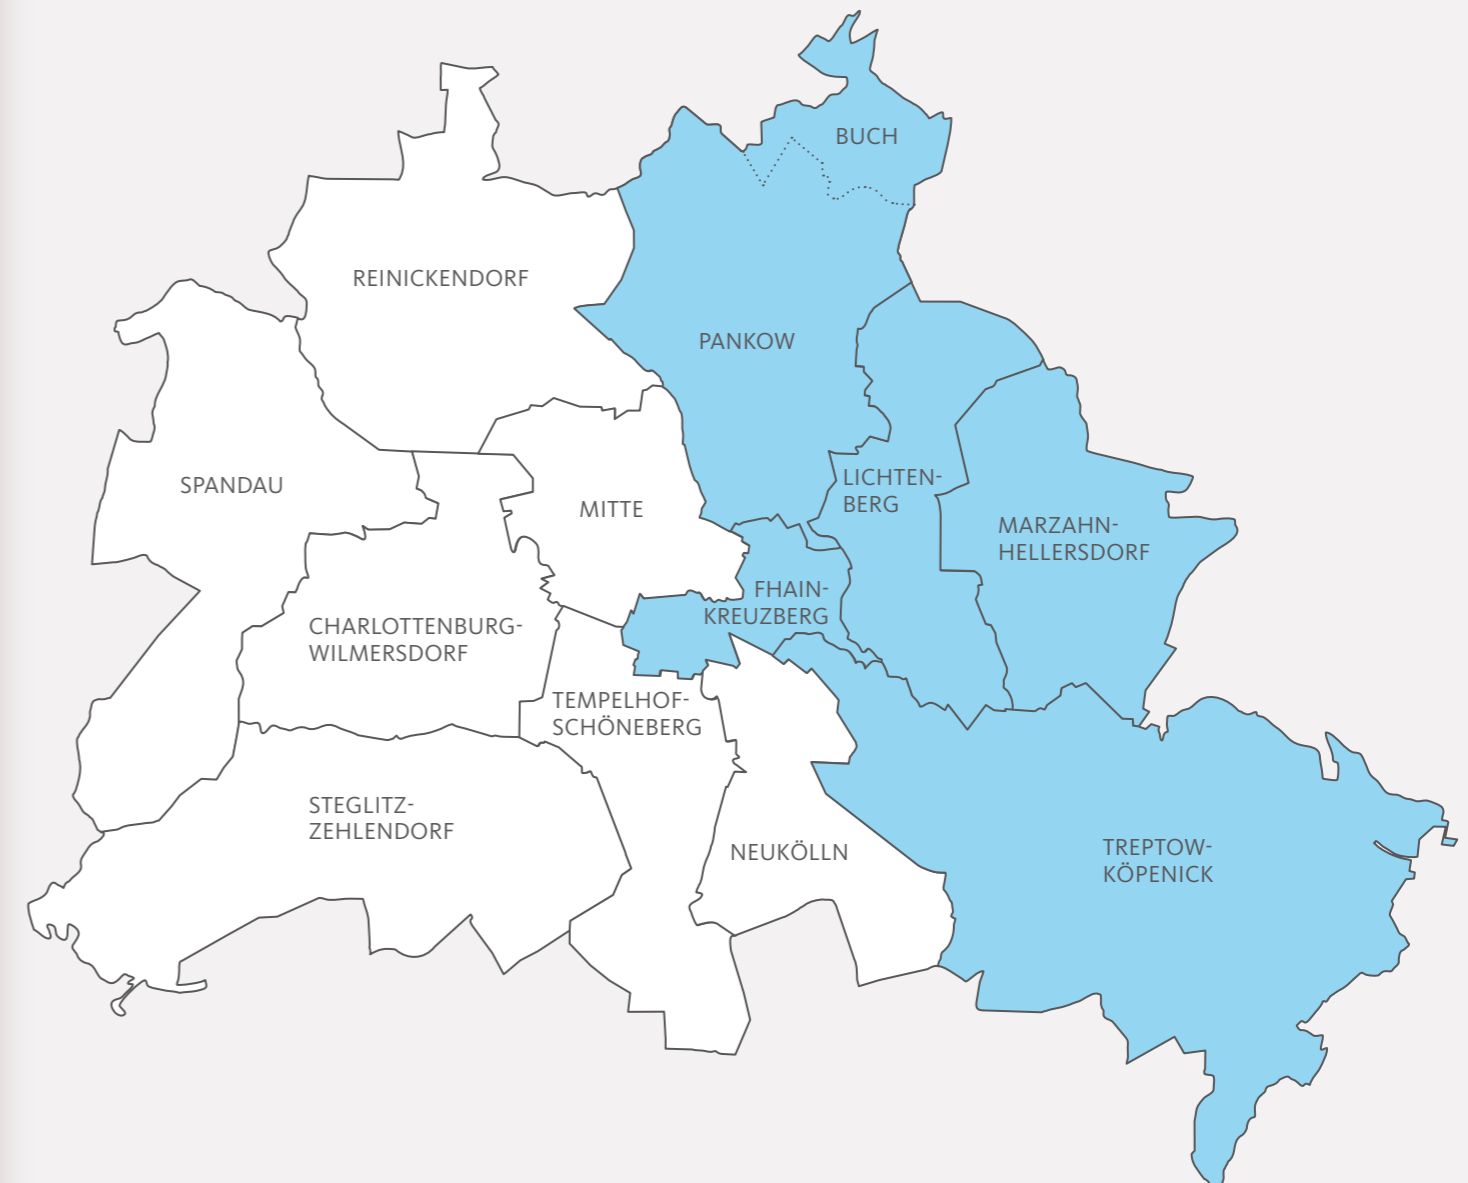 BUCH
REINICKENDORF
PANKOW
SPANDAU
MITTE
LICHTEN-
BERG
MARZAHN-
HELLERSDORF
FHAIN-
KREUZBERG
CHARLOTTENBURG-
WILMERSDORF
TEMPELHOF-
SCHÖNEBERG
STEGLITZ-
ZEHLENDORF
NEUKÖLLN
TREPTOW-
KÖPENICK